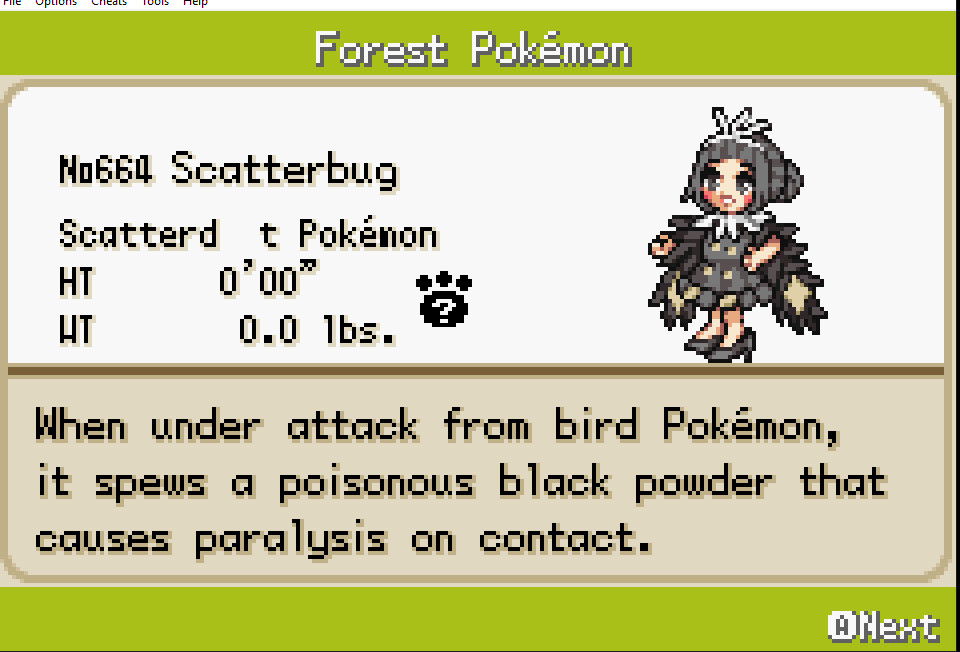 File Options Cheats Tools Help
Forest Pokémon
No664 Scatterbug
Scatterd t Pokémon
HT 0'00"
WT 0.0 lbs.
?
When under attack from bird Pokémon,
it spews a poisonous black powder that
causes paralysis on contact.
ⒶNext